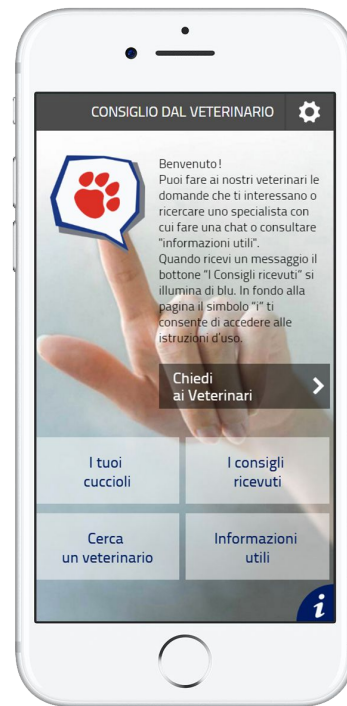 CONSIGLIO DAL VETERINARIO
Benvenuto!
Puoi fare ai nostri veterinari le
domande che ti interessano o
ricercare uno specialista con
cui fare una chat o consultare
"informazioni utili".
Quando ricevi un messaggio il
bottone "I Consigli ricevuti" si
illumina di blu. In fondo alla
pagina il simbolo "i" ti
consente di accedere alle
istruzioni d'uso.
Chiedi
ai Veterinari
I tuoi
cuccioli
I consigli
ricevuti
Cerca
un veterinario
Informazioni
utili
i